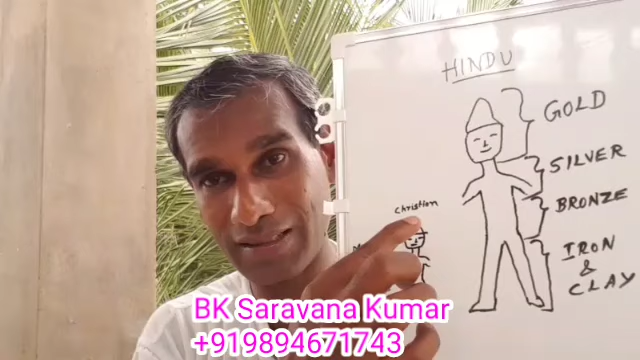 HINDU
GOLD
SILVER
BRONZE
IRON
&
CLAY
Christian
BK Saravana Kumar
+919894671743